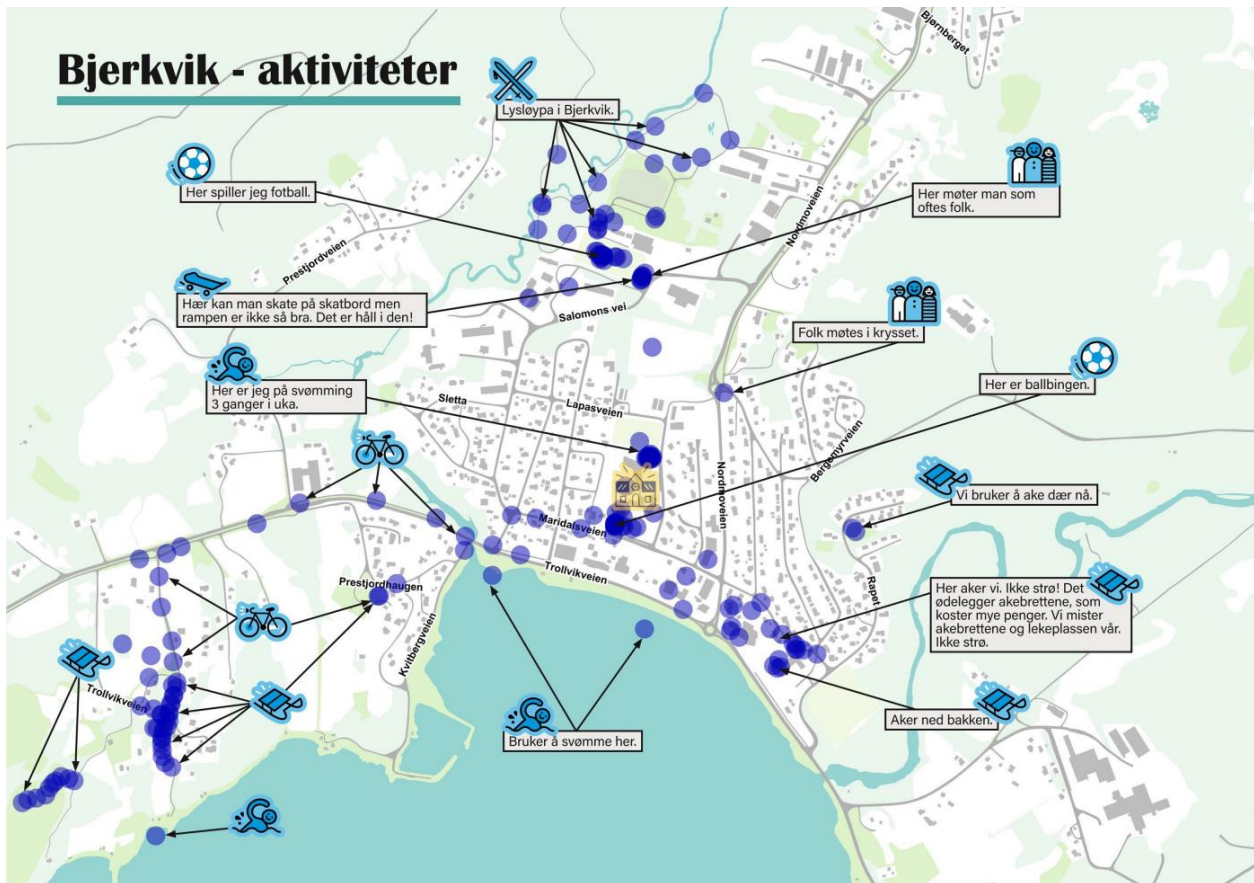 Bjerkvik - aktiviteter
Bjørnberget
Lysløypa i Bjerkvik.
Her spiller jeg fotball.
Her møter man som
oftes folk.
Nordmoveien
Prestjordveien
Hær kan man skate på skatbord men
rampen er ikke så bra. Det er håll i den!
Salomons vei
Folk møtes i krysset.
Her er ballbingen.
Her er jeg på svømming
3 ganger i uka.
Sletta
Lapasveien
Bergemyrveien
Nordmoveien
Vi bruker å ake dær nå.
Maridalsveien
Trollvikveien
Prestjordhaugen
Rapet
Her aker vi. Ikke strø! Det
ødelegger akebrettene, som
koster mye penger. Vi mister
akebrettene og lekeplassen vår.
Ikke strø.
Kvitbergveien
Trollvikveien
Aker ned bakken.
Bruker å svømme her.